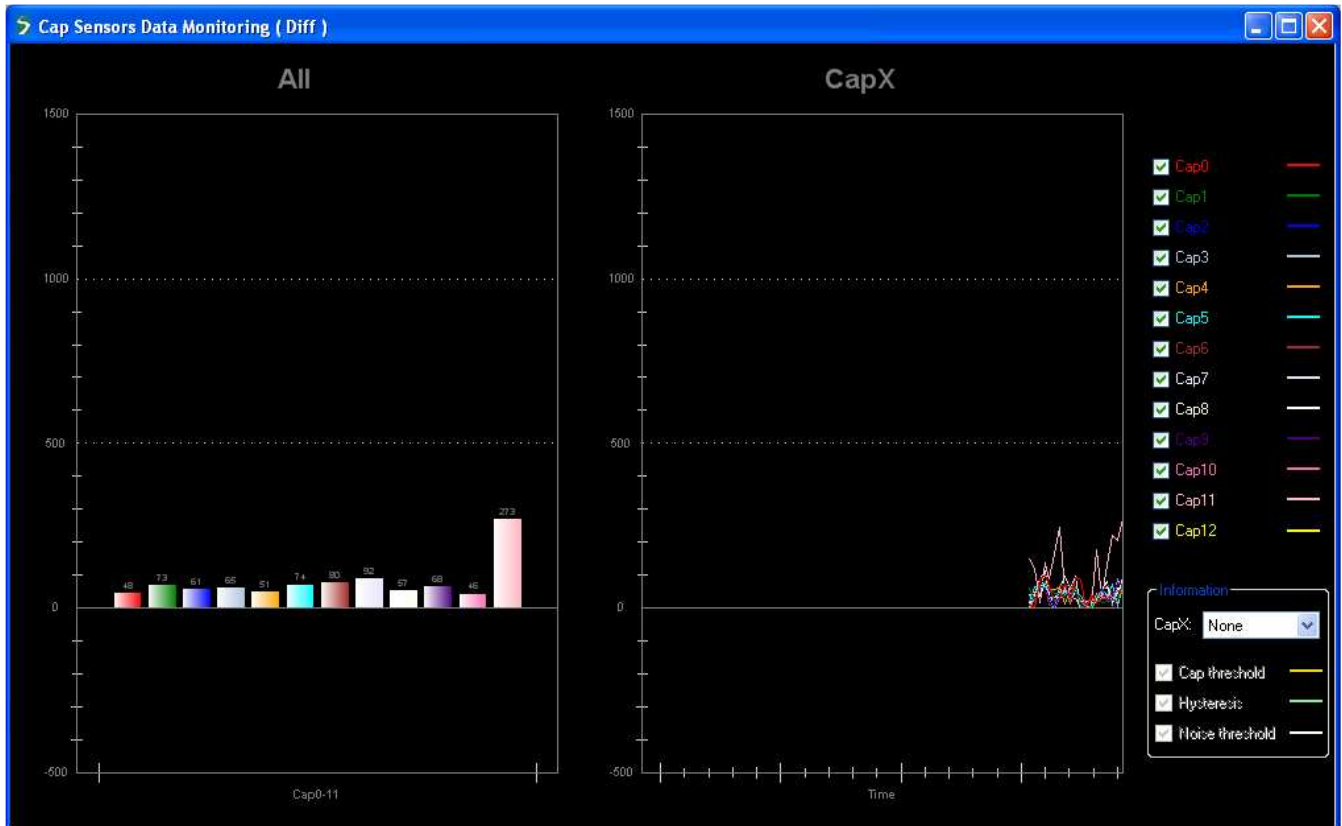 Cap Sensors Data Monitoring ( Diff )
All
1500
1000
500
0
-500
48
73
61
65
51
74
80
92
57
68
46
273
Cap0-11
CapX
1500
1000
500
0
-500
Time
Cap0
Cap1
Cap2
Cap3
Cap4
Cap5
Cap6
Cap7
Cap8
Cap9
Cap10
Cap11
Cap12
Information
CapX: None
Cap threshold
Hysteresis
Noise threshold